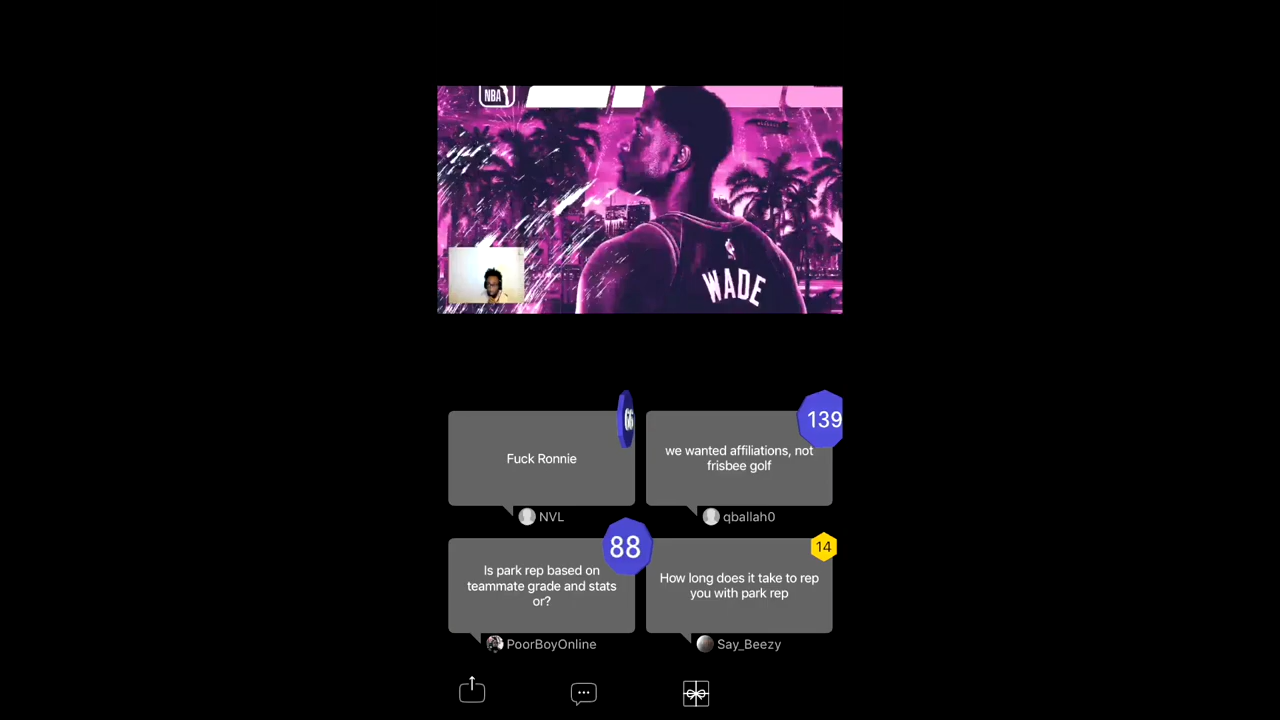 NBA
WADE
66
139
Fuck Ronnie
we wanted affiliations, not
frisbee golf
NVL
qballah0
88
14
Is park rep based on
teammate grade and stats
or?
How long does it take to rep
you with park rep
PoorBoyOnline
Say_Beezy